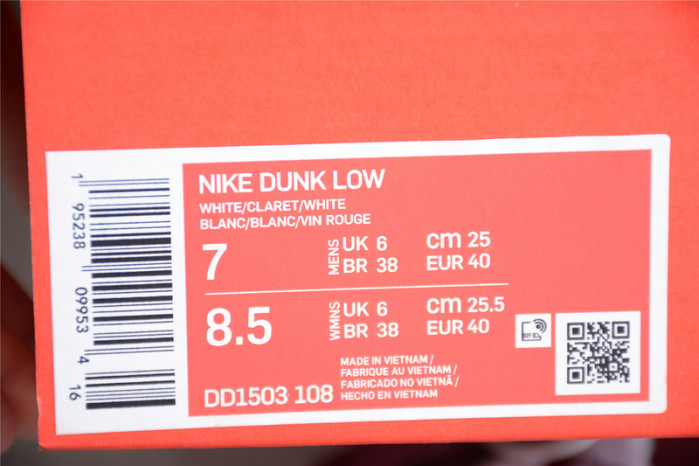 NIKE DUNK LOW
WHITE/CLARET/WHITE
BLANC/BLANC/VIN ROUGE
7
MENS
UK 6
BR 38
cm 25
EUR 40
8.5
WMNS
UK 6
BR 38
cm 25.5
EUR 40
RFID
DD1503 108
MADE IN VIETNAM /
FABRIQUE AU VIETNAM /
FABRICADO NO VIETNÃ /
HECHO EN VIETNAM
1 95238 09953 4 16